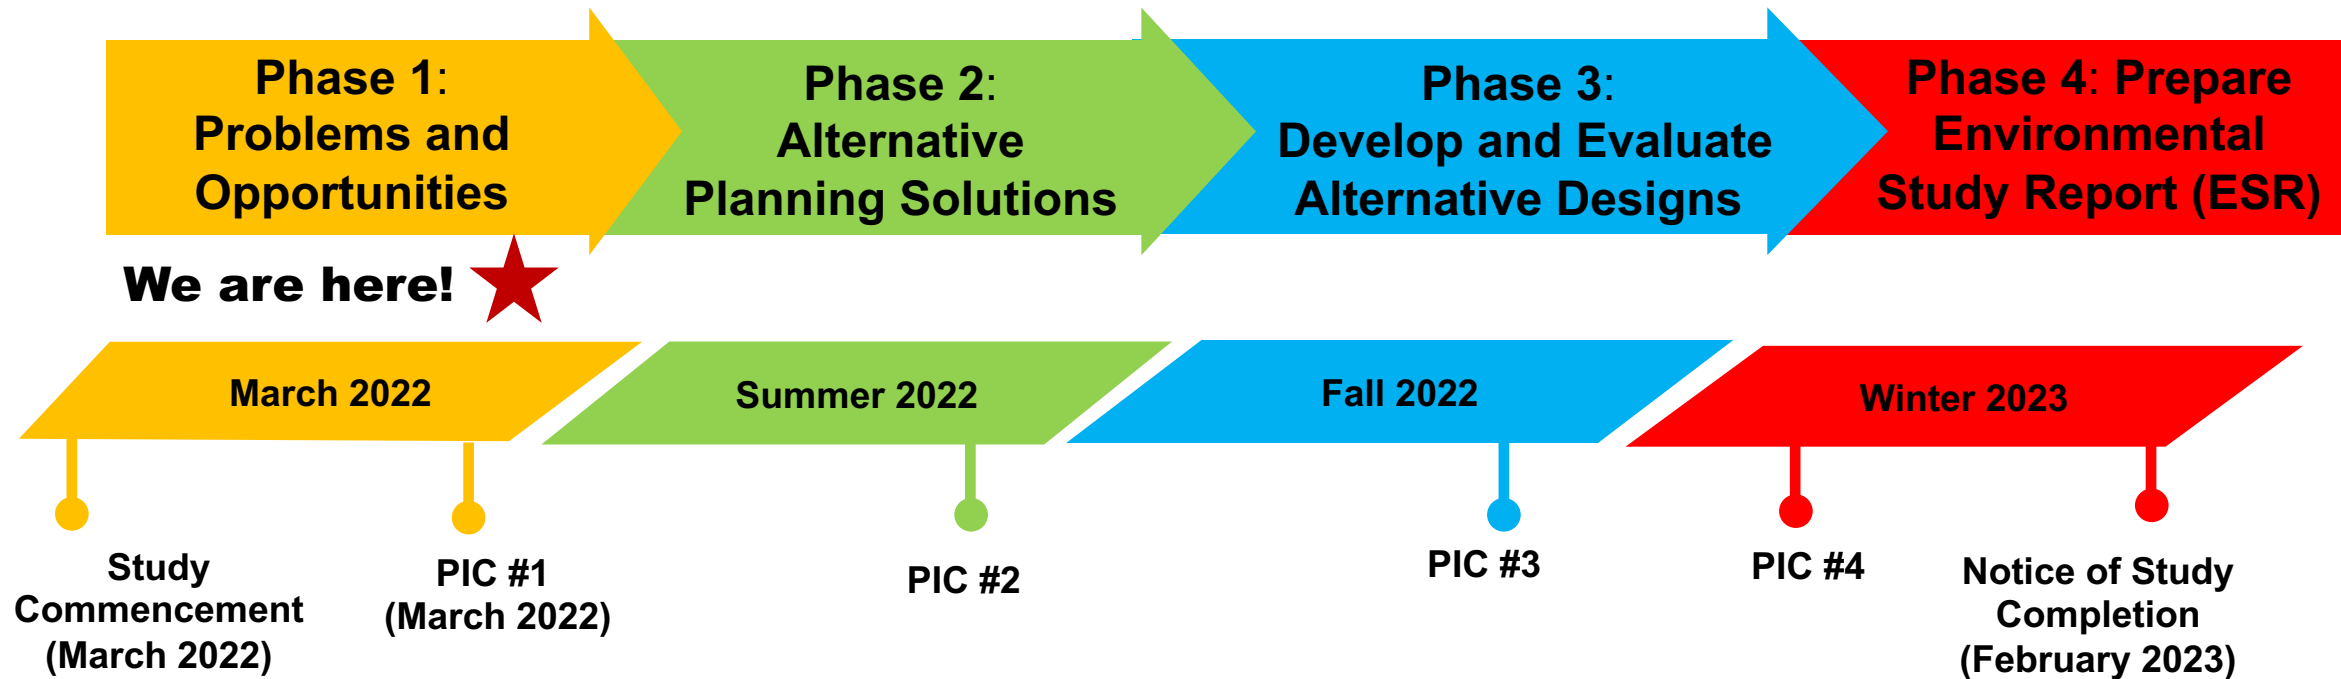 Phase 1:
Problems and
Opportunities
Phase 2:
Alternative
Planning Solutions
Phase 3:
Develop and Evaluate
Alternative Designs
Phase 4: Prepare
Environmental
Study Report (ESR)
We are here!
March 2022
Summer 2022
Fall 2022
Winter 2023
Study
Commencement
(March 2022)
PIC #1
(March 2022)
PIC #2
PIC #3
PIC #4
Notice of Study
Completion
(February 2023)